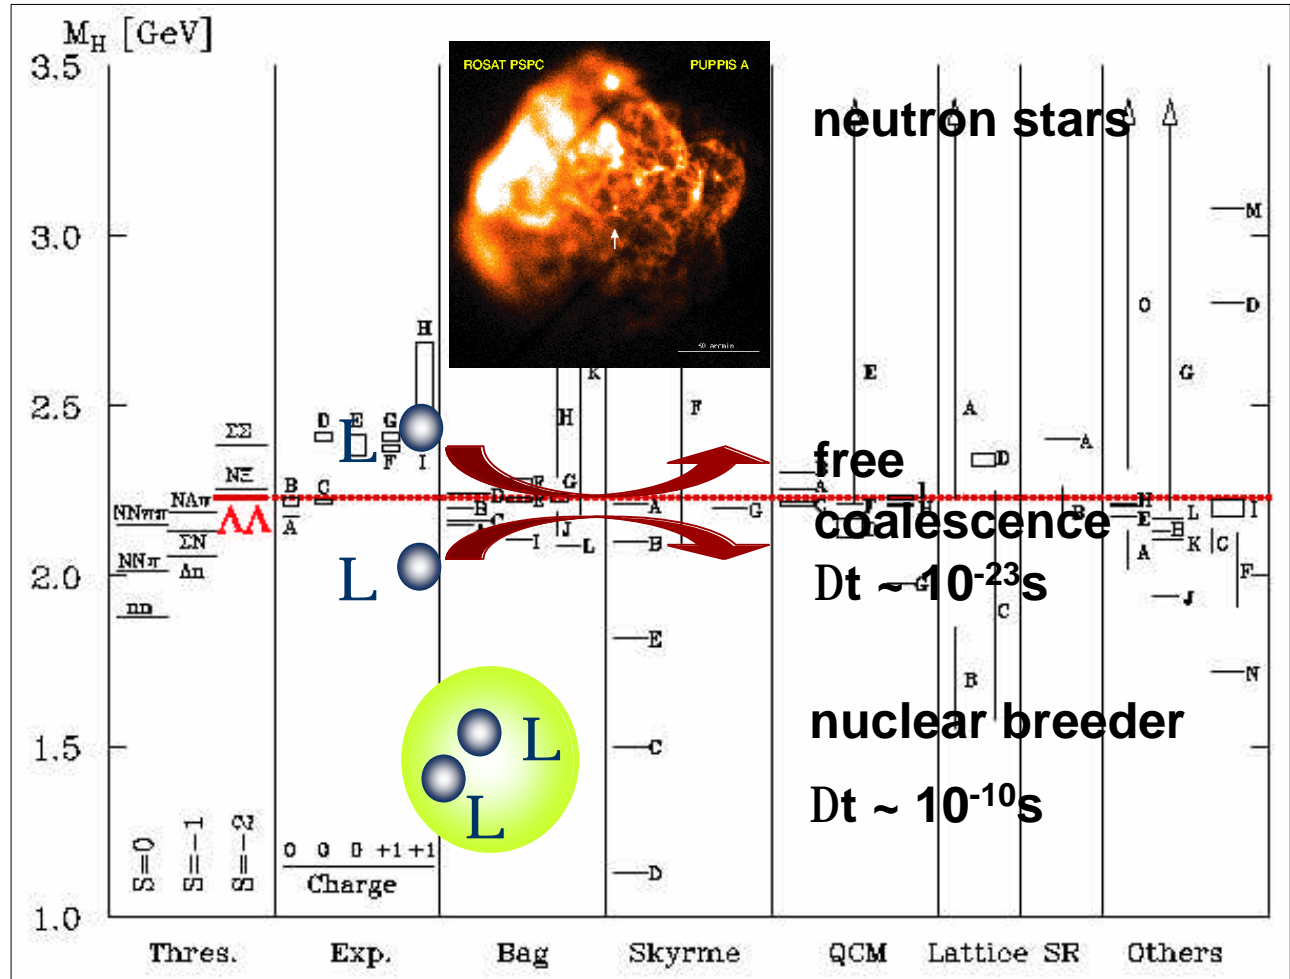 M_H [GeV]
3.5
3.0
2.5
2.0
1.5
1.0
ROSAT PSPC PUPPIS A
neutron stars
free
coalescence
Dt ~ 10^-23s
nuclear breeder
Dt ~ 10^-10s
L
L
L
L
ΣΣ
NΞ
NΛπ
NNππ
ΛΛ
ΣN
NNπ
Λn
nn
S=0
S=-1
S=-2
0 0 0 +1 +1
Charge
B
A
C
D
E
G
F
H
I
K
H
G
J
I
L
F
A
G
B
E
C
D
E
A
D
C
B
A
B
O
G
M
D
H
E
A
L
B
K
J
I
C
F
N
Thres. Exp. Bag Skyrme QCM Lattice SR Others